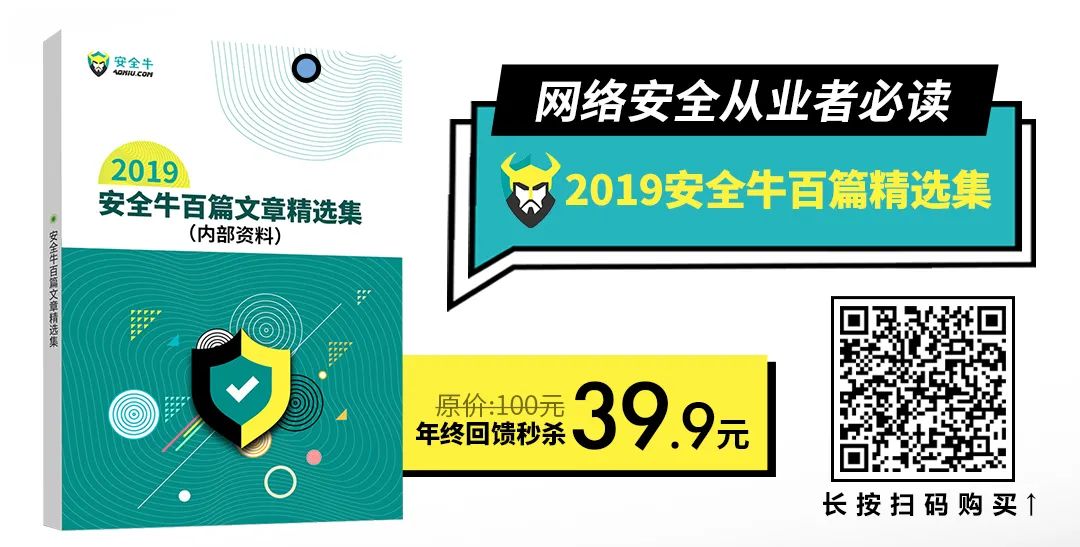 安全牛
AQNIU.COM
2019
安全牛百篇文章精选集
(内部资料)
安全牛百篇文章精选集
网络安全从业者必读
2019安全牛百篇精选集
原价:100元
年终回馈秒杀 39.9元
长按扫码购买↑